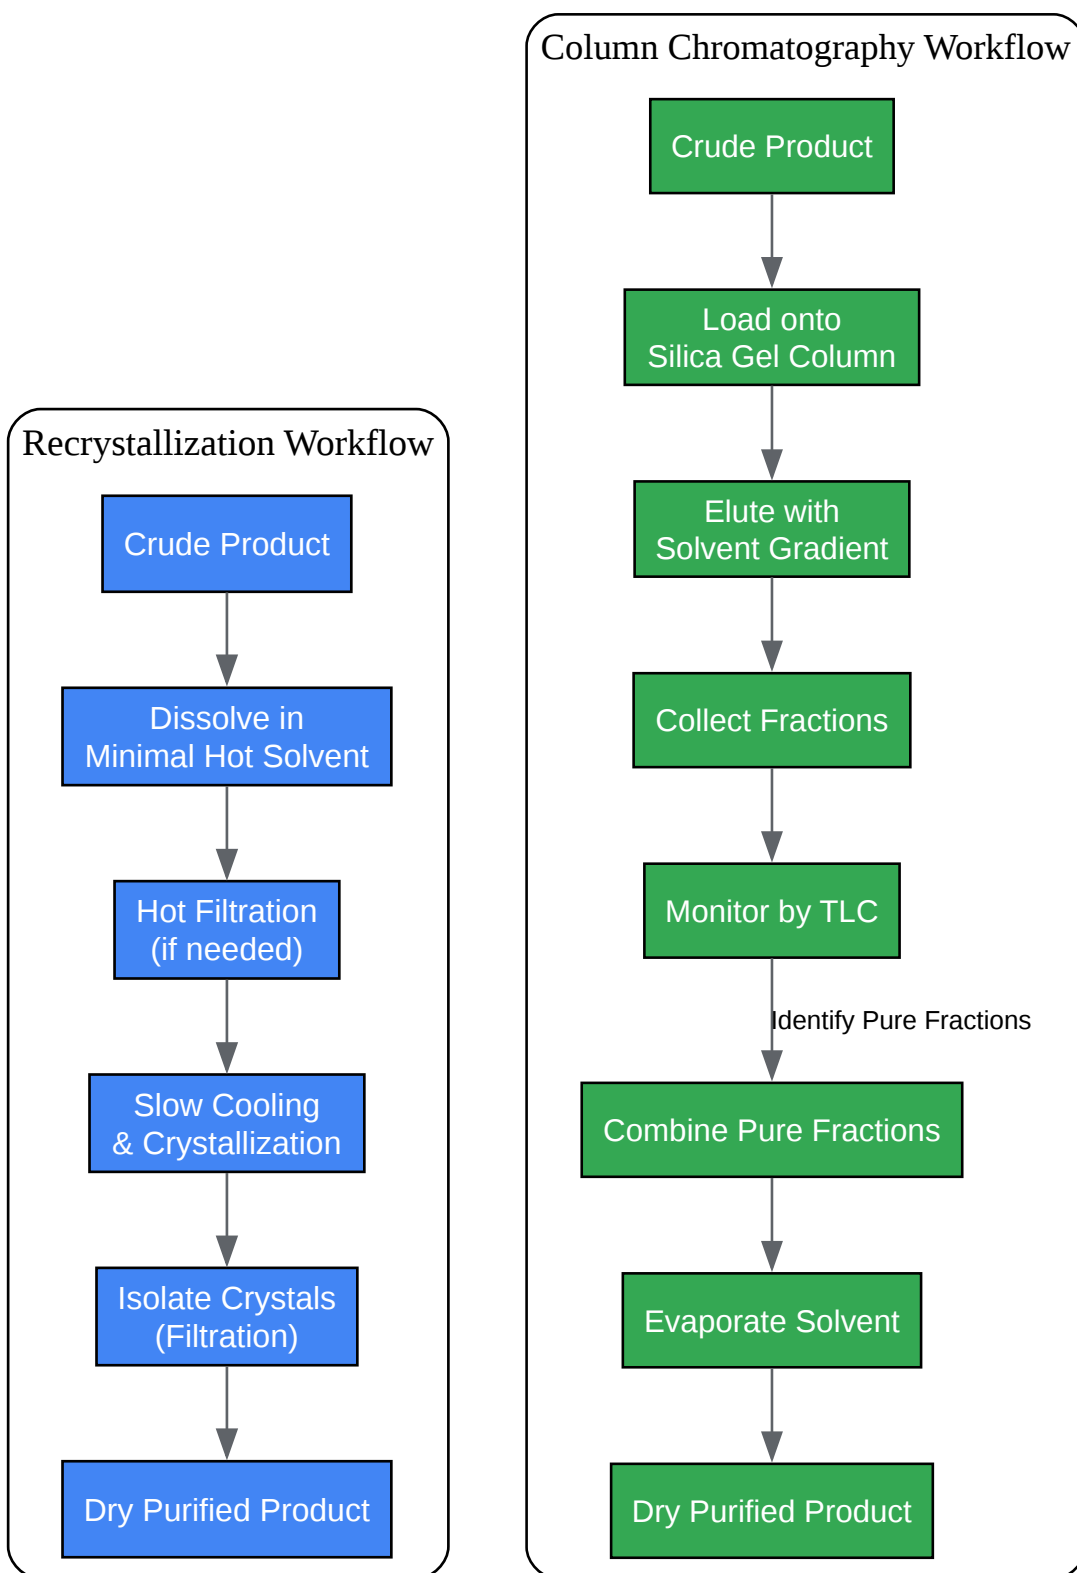 Recrystallization Workflow
Crude Product
Dissolve in
Minimal Hot Solvent
Hot Filtration
(if needed)
Slow Cooling
& Crystallization
Isolate Crystals
(Filtration)
Dry Purified Product
Column Chromatography Workflow
Crude Product
Load onto
Silica Gel Column
Elute with
Solvent Gradient
Collect Fractions
Monitor by TLC
Identify Pure Fractions
Combine Pure Fractions
Evaporate Solvent
Dry Purified Product